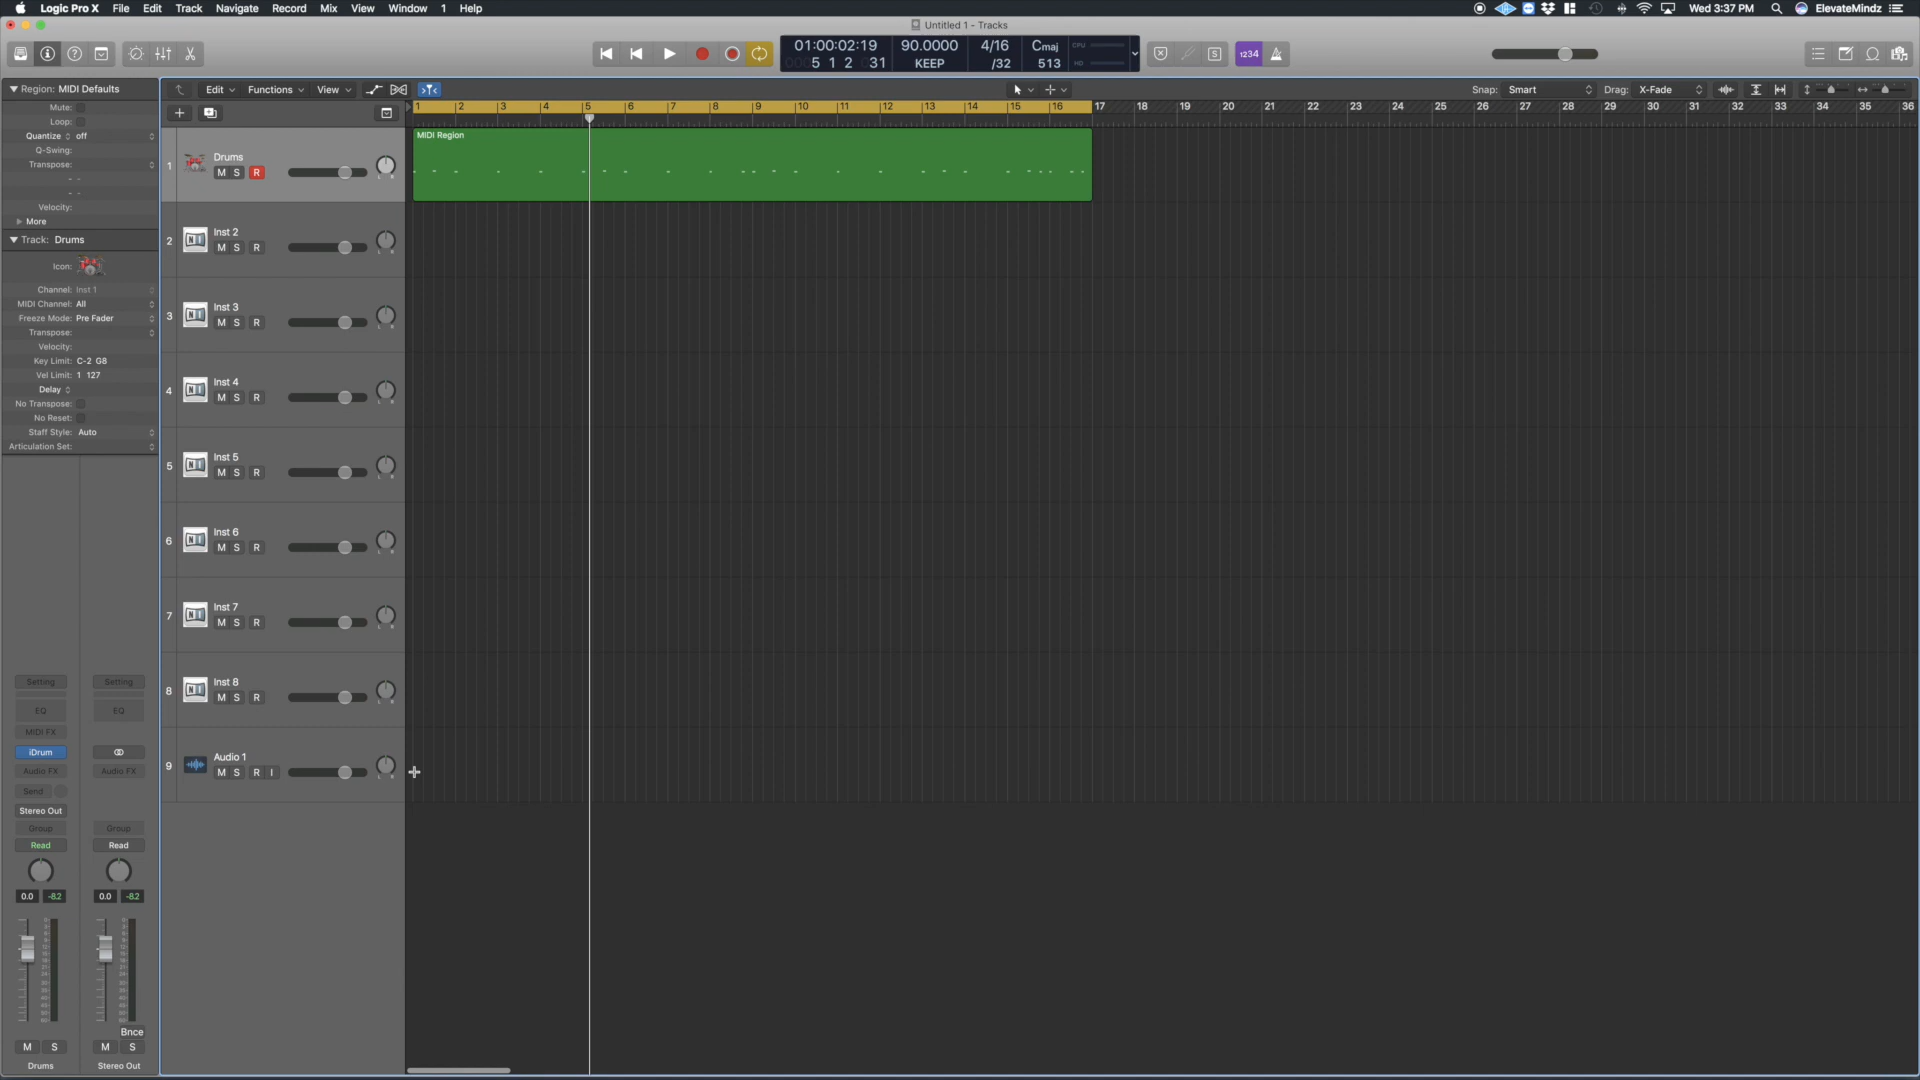 Logic Pro X File Edit Track Navigate Record Mix View Window 1 Help Wed 3:37 PM ElevateMindz
Untitled 1 - Tracks
01:00:02:19 90.0000 4/16 Cmaj CPU
0005 1 2 031 KEEP /32 513 HD
S 1234
Region: MIDI Defaults
Edit Functions View Snap: Smart Drag: X-Fade
Mute:
Loop:
Quantize off
Q-Swing:
Transpose:
Velocity:
More
Track: Drums
Icon:
Channel: Inst 1
MIDI Channel: All
Freeze Mode: Pre Fader
Transpose:
Velocity:
Key Limit: C-2 G8
Vel Limit: 1 127
Delay
No Transpose:
No Reset:
Staff Style: Auto
Articulation Set:
1 2 3 4 5 6 7 8 9 10 11 12 13 14 15 16 17 18 19 20 21 22 23 24 25 26 27 28 29 30 31 32 33 34 35 36
MIDI Region
1 Drums
M S R
L R
2 Inst 2
M S R
L R
3 Inst 3
M S R
L R
4 Inst 4
M S R
L R
5 Inst 5
M S R
L R
6 Inst 6
M S R
L R
7 Inst 7
M S R
L R
8 Inst 8
M S R
L R
9 Audio 1
M S R I
L R
Setting Setting
EQ EQ
MIDI FX
iDrum
Audio FX Audio FX
Send
Stereo Out
Group Group
Read Read
0.0 -8.2 0.0 -8.2
Bnce
M S M S
Drums Stereo Out